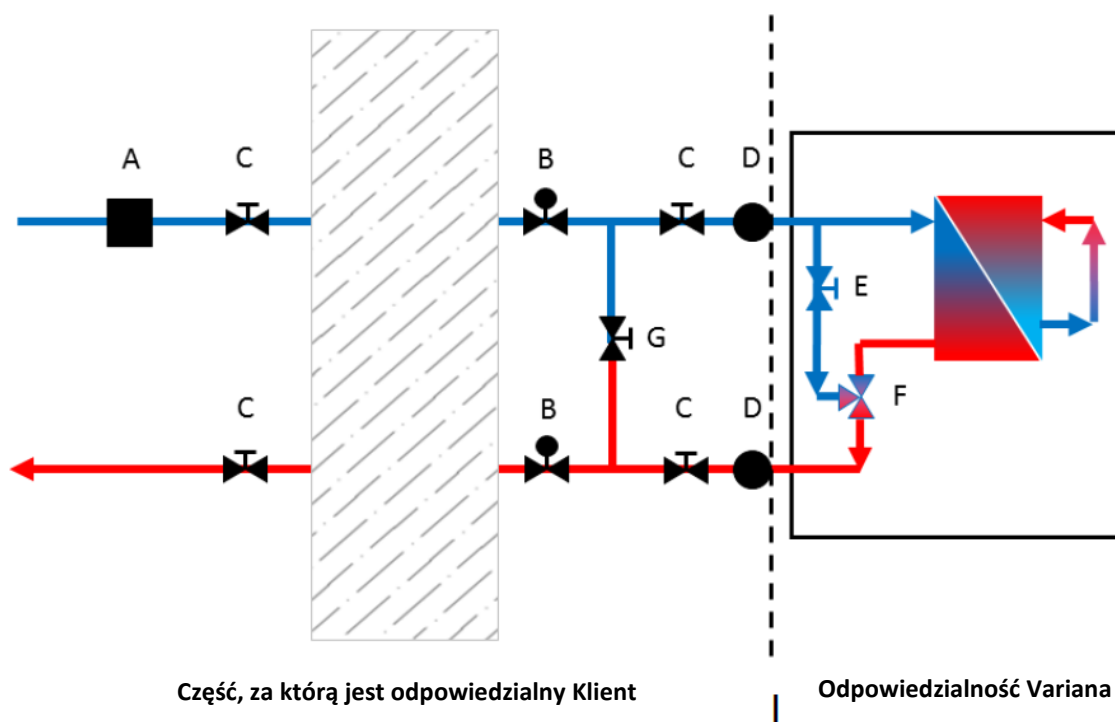 A
C
B
C
D
E
G
F
C
B
C
D
Część, za którą jest odpowiedzialny Klient
Odpowiedzialność Variana